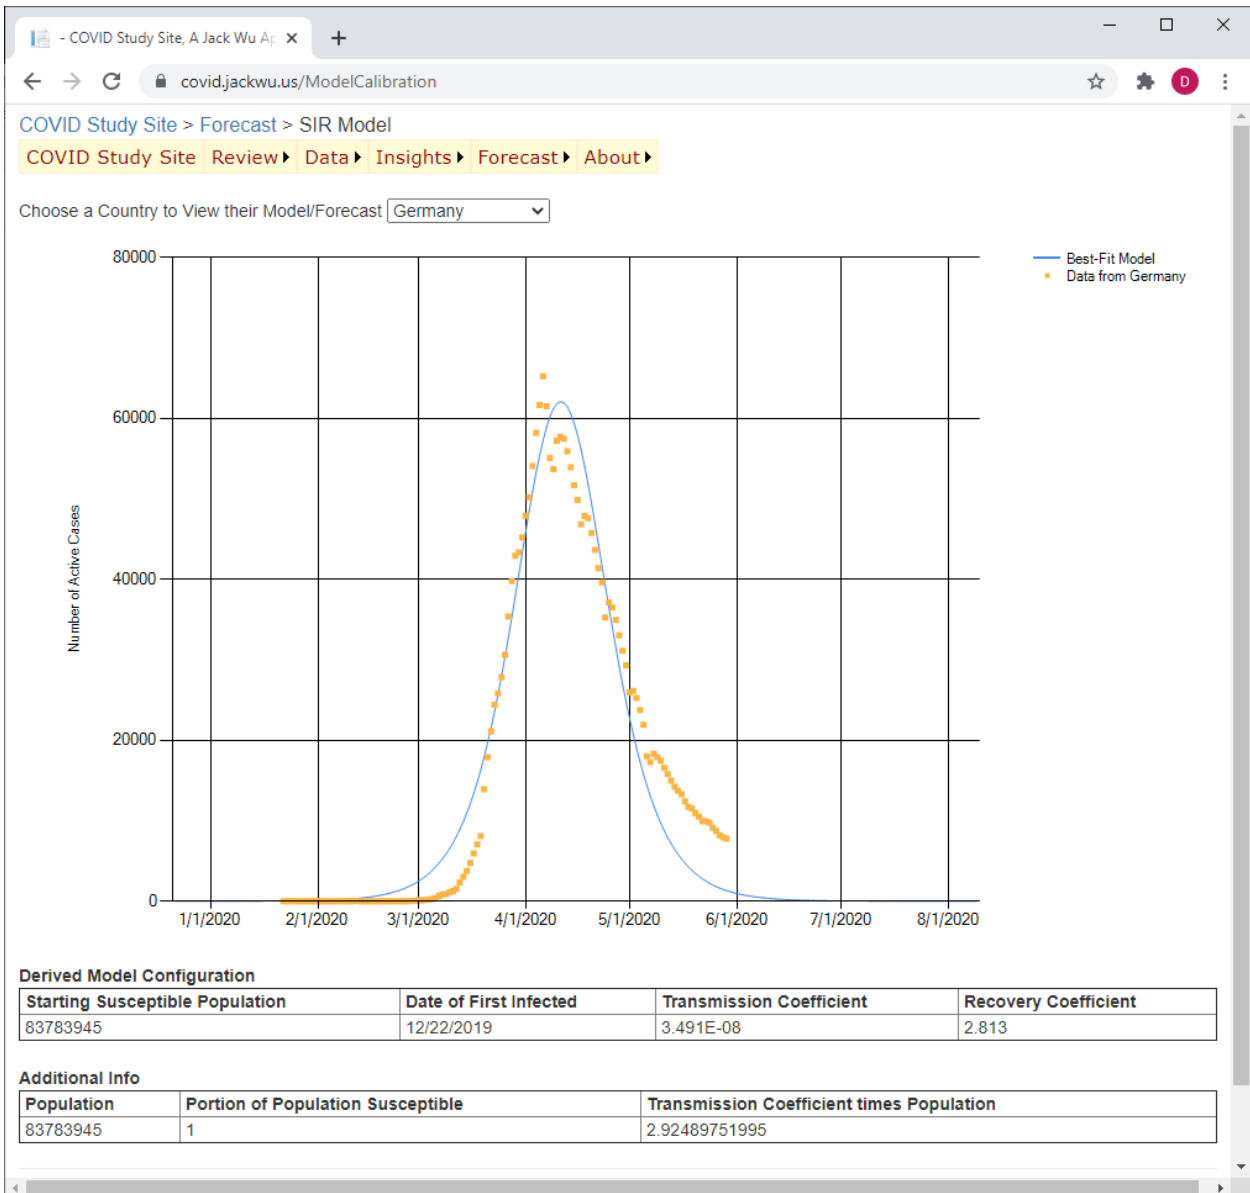 - COVID Study Site, A Jack Wu Ap
covid.jackwu.us/ModelCalibration
D
COVID Study Site > Forecast > SIR Model
COVID Study Site Review Data Insights Forecast About
Choose a Country to View their Model/Forecast Germany
80000
60000
40000
20000
0
Number of Active Cases
1/1/2020 2/1/2020 3/1/2020 4/1/2020 5/1/2020 6/1/2020 7/1/2020 8/1/2020
Best-Fit Model
Data from Germany
Derived Model Configuration
Starting Susceptible Population Date of First Infected Transmission Coefficient Recovery Coefficient
83783945 12/22/2019 3.491E-08 2.813
Additional Info
Population Portion of Population Susceptible Transmission Coefficient times Population
83783945 1 2.92489751995